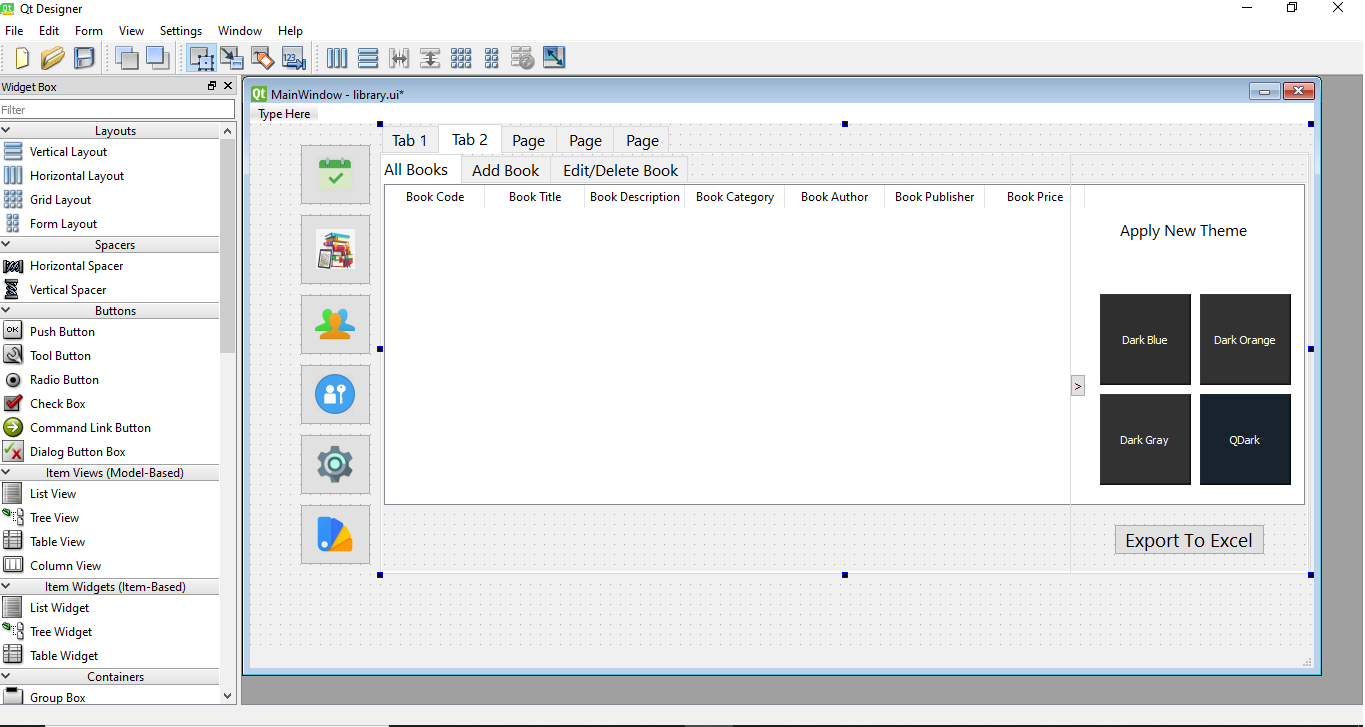 Qt Qt Designer
File Edit Form View Settings Window Help
123
Widget Box
Filter
Layouts
Vertical Layout
Horizontal Layout
Grid Layout
Form Layout
Spacers
Horizontal Spacer
Vertical Spacer
Buttons
OK Push Button
Tool Button
Radio Button
Check Box
Command Link Button
Dialog Button Box
Item Views (Model-Based)
List View
Tree View
Table View
Column View
Item Widgets (Item-Based)
List Widget
Tree Widget
Table Widget
Containers
Group Box
Qt MainWindow - library.ui*
Type Here
Tab 1 Tab 2 Page Page Page
All Books Add Book Edit/Delete Book
Book Code Book Title Book Description Book Category Book Author Book Publisher Book Price
Apply New Theme
Dark Blue Dark Orange
>
Dark Gray QDark
Export To Excel